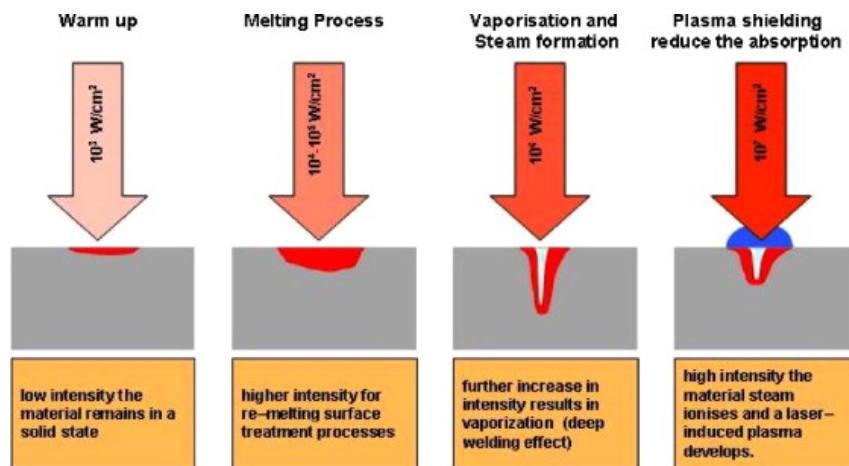 Warm up
Melting Process
Vaporisation and
Steam formation
Plasma shielding
reduce the absorption
10³ W/cm²
10⁴-10⁵ W/cm²
10⁶ W/cm²
10⁷ W/cm²
low intensity the
material remains in a
solid state
higher intensity for
re–melting surface
treatment processes
further increase in
intensity results in
vaporization (deep
welding effect)
high intensity the
material steam
ionises and a laser–
induced plasma
develops.